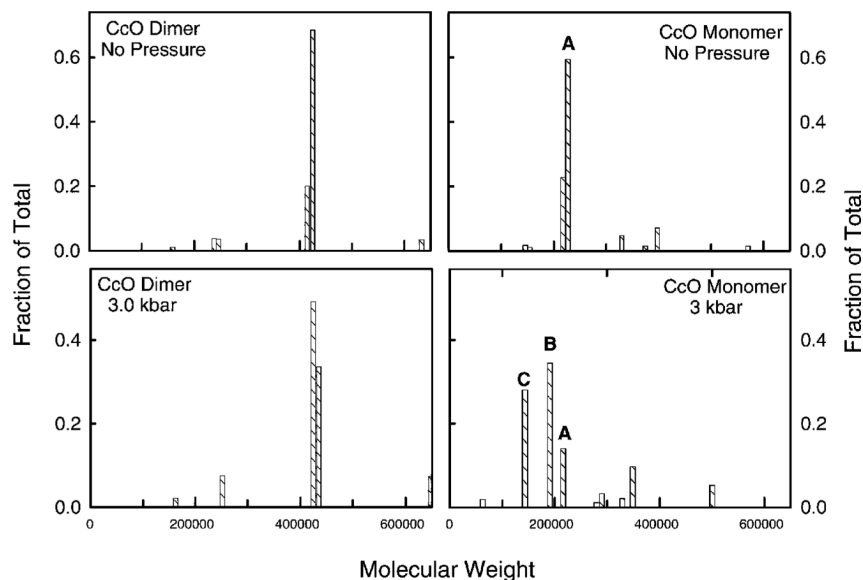 CcO Dimer
No Pressure
CcO Monomer
No Pressure
A
0.6
0.4
0.2
0.0
0.6
0.4
0.2
0.0
Fraction of Total
Fraction of Total
CcO Dimer
3.0 kbar
CcO Monomer
3 kbar
C
B
A
0.4
0.2
0.0
0.4
0.2
0.0
0 200000 400000 600000
0 200000 400000 600000
Molecular Weight